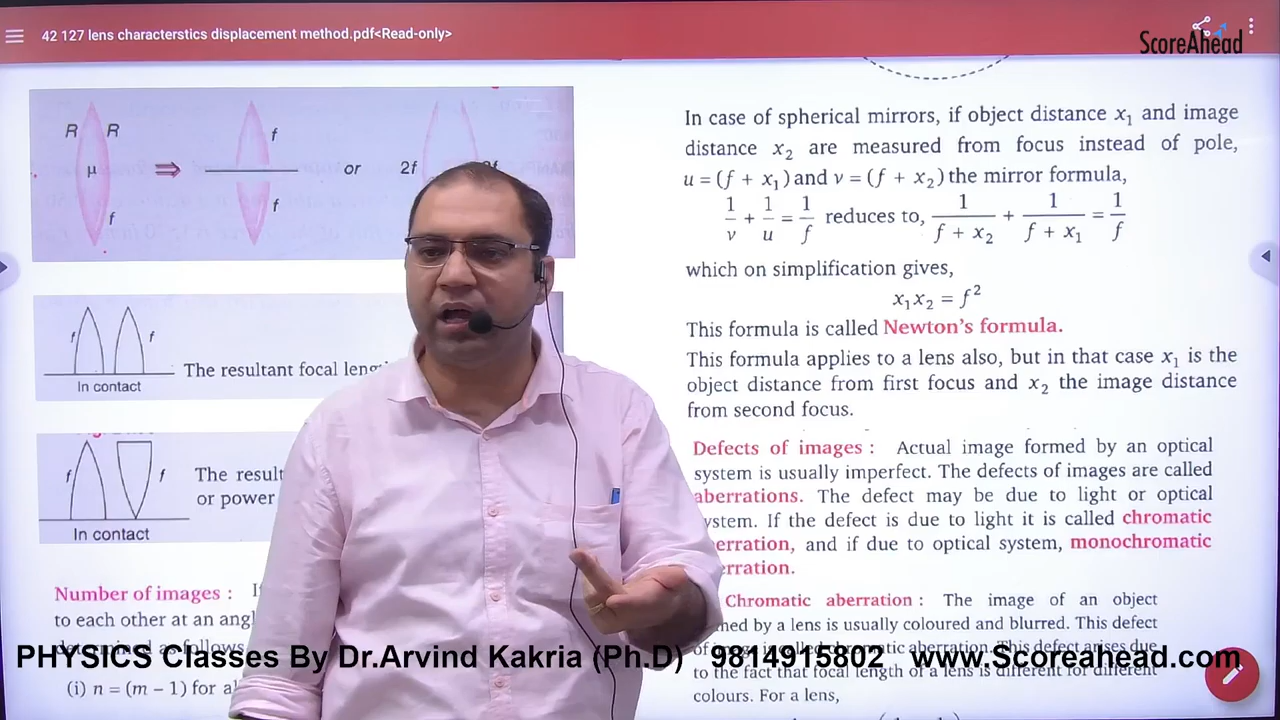 42 127 lens characterstics displacement method.pdf<Read-only>
ScoreAhead
R R
μ
f
f
f
or
2f
In contact
f f
The resultant focal
f f
The
or power
In contact
Number of images :
to each other at an
determined as follows
(i) n = (m − 1) for
In case of spherical mirrors, if object distance x₁ and image
distance x₂ are measured from focus instead of pole,
u = (f + x₁) and v = (f + x₂) the mirror formula,
1/v + 1/u = 1/f reduces to, 1/(f + x₂) + 1/(f + x₁) = 1/f
which on simplification gives,
x₁x₂ = f²
This formula is called Newton's formula.
This formula applies to a lens also, but in that case x₁ is the
object distance from first focus and x₂ the image distance
from second focus.
Defects of images : Actual image formed by an optical
system is usually imperfect. The defects of images are called
aberrations. The defect may be due to light or optical
If the defect is due to light it is called chromatic
and if due to optical system, monochromatic
Chromatic aberration : The image of an object
by a lens is usually coloured and blurred. This defect
of chromatic aberration. This defect arises due
to the fact that focal length of a lens is different for different
colours. For a lens,
PHYSICS Classes By Dr.Arvind Kakria (Ph.D) 9814915802 www.Scoreahead.com